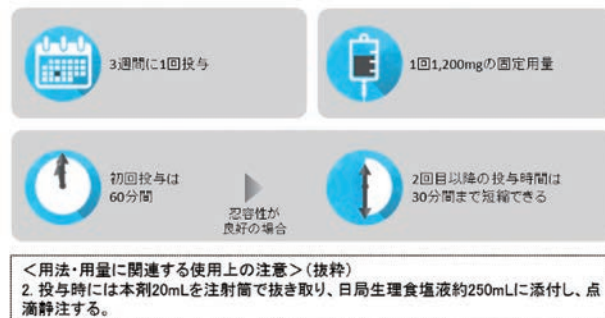 3週間に1回投与
1回1,200mgの固定用量
初回投与は
60分間
忍容性が
良好の場合
2回目以降の投与時間は
30分間まで短縮できる
<用法・用量に関連する使用上の注意>(抜粋)
2. 投与時には本剤20mLを注射筒で抜き取り、日局生理食塩液約250mLに添付し、点
滴静注する。